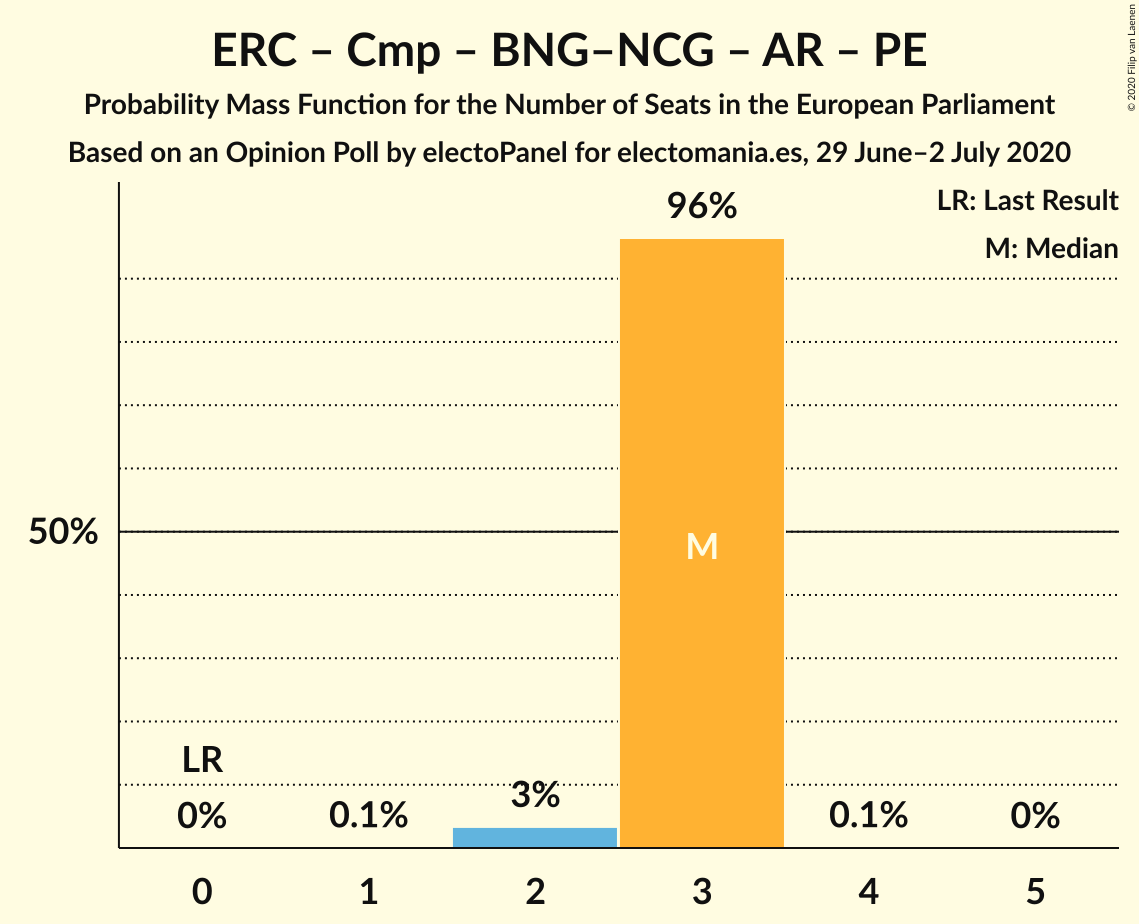 ERC – Cmp – BNG–NCG – AR – PE
Probability Mass Function for the Number of Seats in the European Parliament
Based on an Opinion Poll by electoPanel for electomania.es, 29 June–2 July 2020
© 2020 Filip van Laenen
LR: Last Result
M: Median
96%
50%
M
LR
0%
0.1%
3%
0.1%
0%
0 1 2 3 4 5